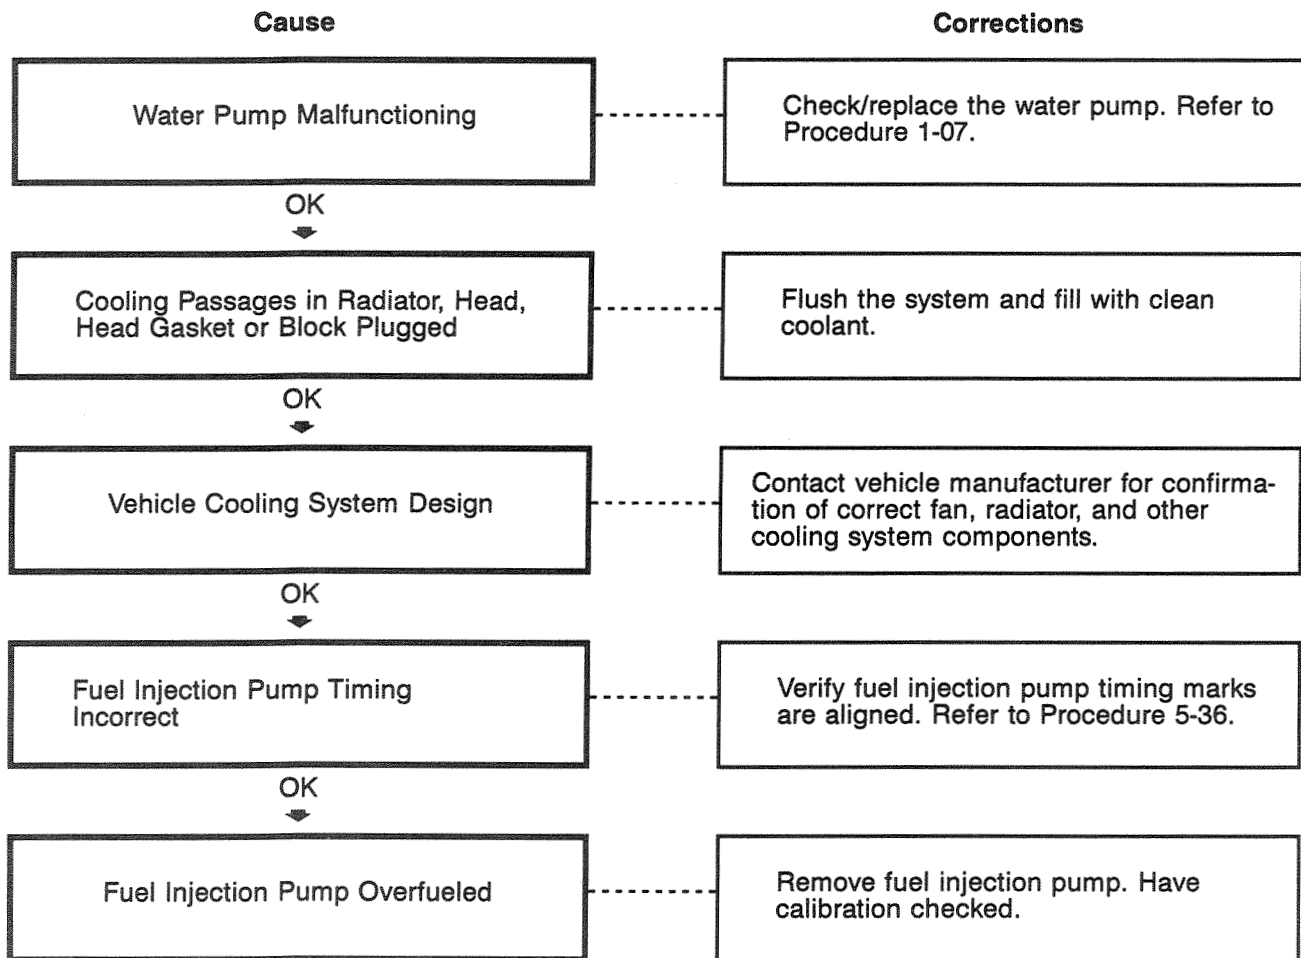 Cause
Corrections
Water Pump Malfunctioning
Check/replace the water pump. Refer to
Procedure 1-07.
OK
Cooling Passages in Radiator, Head,
Head Gasket or Block Plugged
Flush the system and fill with clean
coolant.
OK
Vehicle Cooling System Design
Contact vehicle manufacturer for confirma-
tion of correct fan, radiator, and other
cooling system components.
OK
Fuel Injection Pump Timing
Incorrect
Verify fuel injection pump timing marks
are aligned. Refer to Procedure 5-36.
OK
Fuel Injection Pump Overfueled
Remove fuel injection pump. Have
calibration checked.